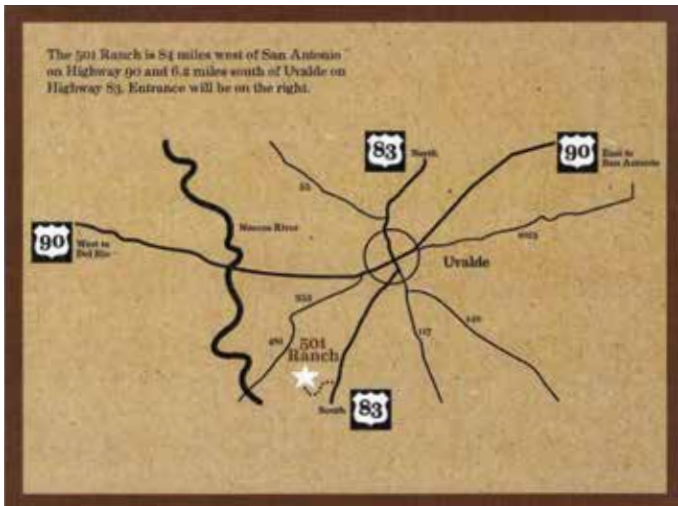 The 501 Ranch is 84 miles west of San Antonio
on Highway 90 and 6.2 miles south of Uvalde on
Highway 83. Entrance will be on the right.
83
North
90
East to
San Antonio
55
Nueces River
90
West to
Del Rio
1023
Uvalde
481
501
Ranch
117
140
South
83